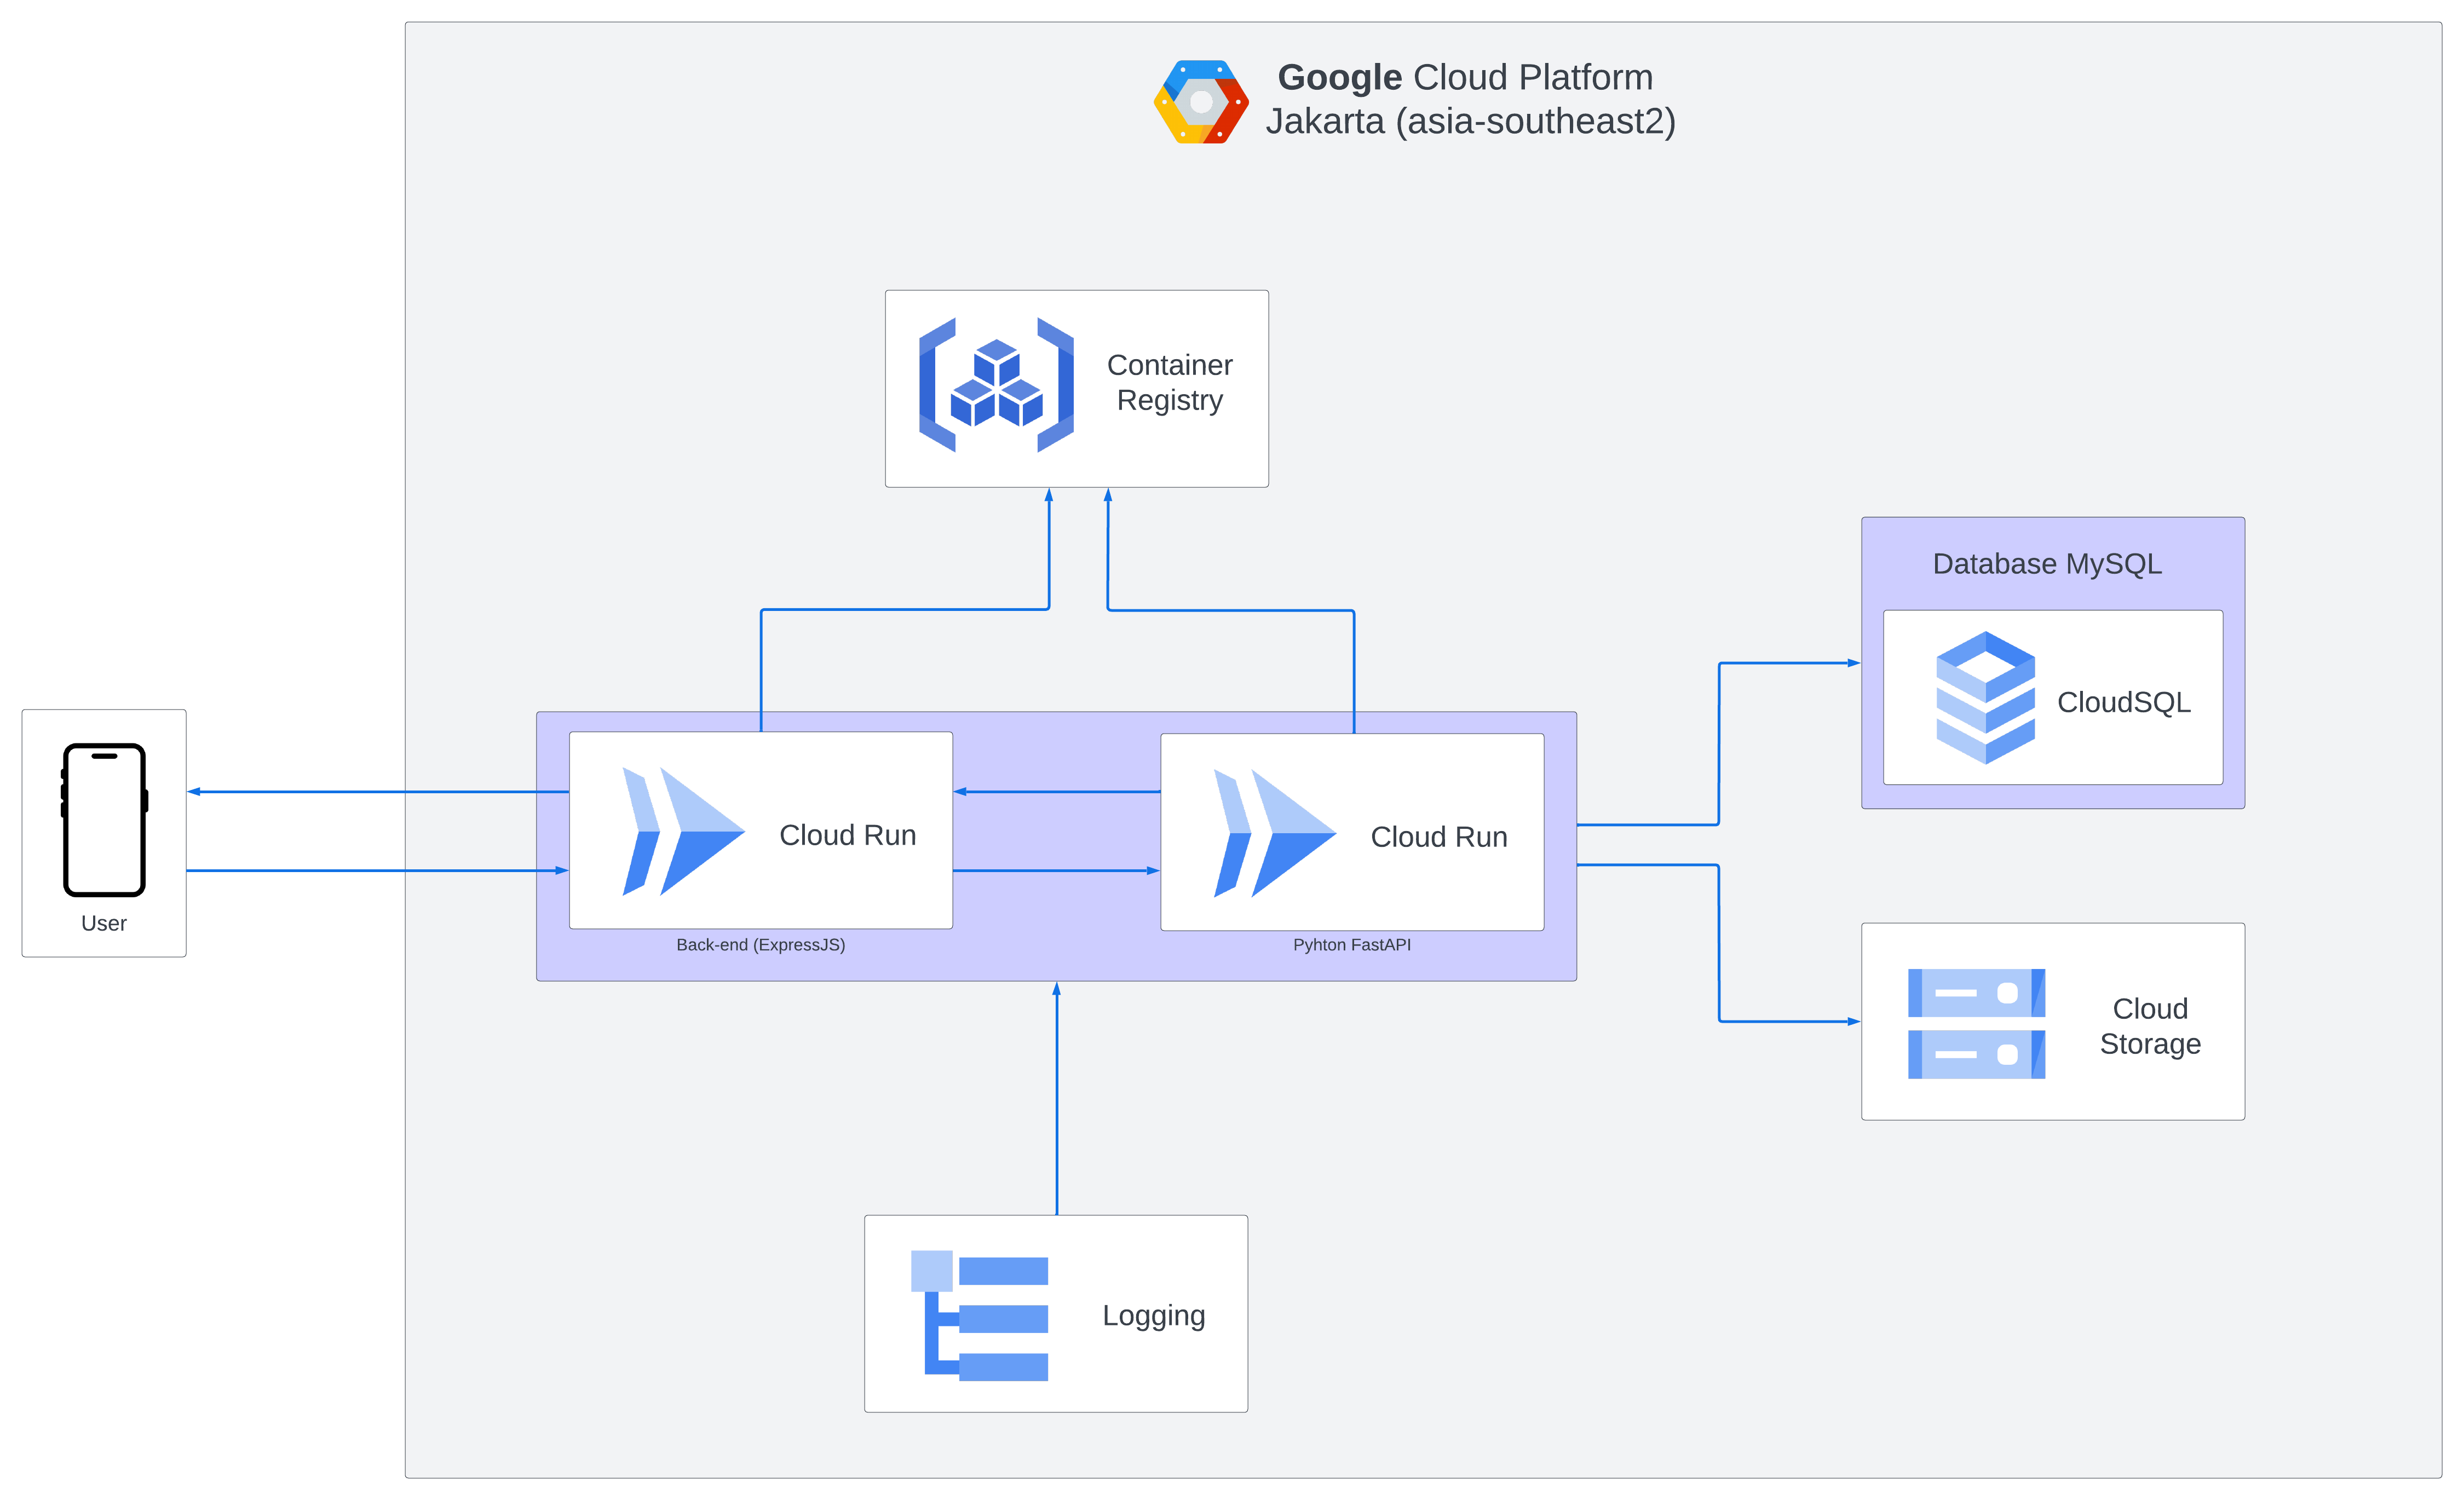 Google Cloud Platform
Jakarta (asia-southeast2)
Container
Registry
Database MySQL
CloudSQL
User
Cloud Run
Back-end (ExpressJS)
Cloud Run
Pyhton FastAPI
Cloud
Storage
Logging